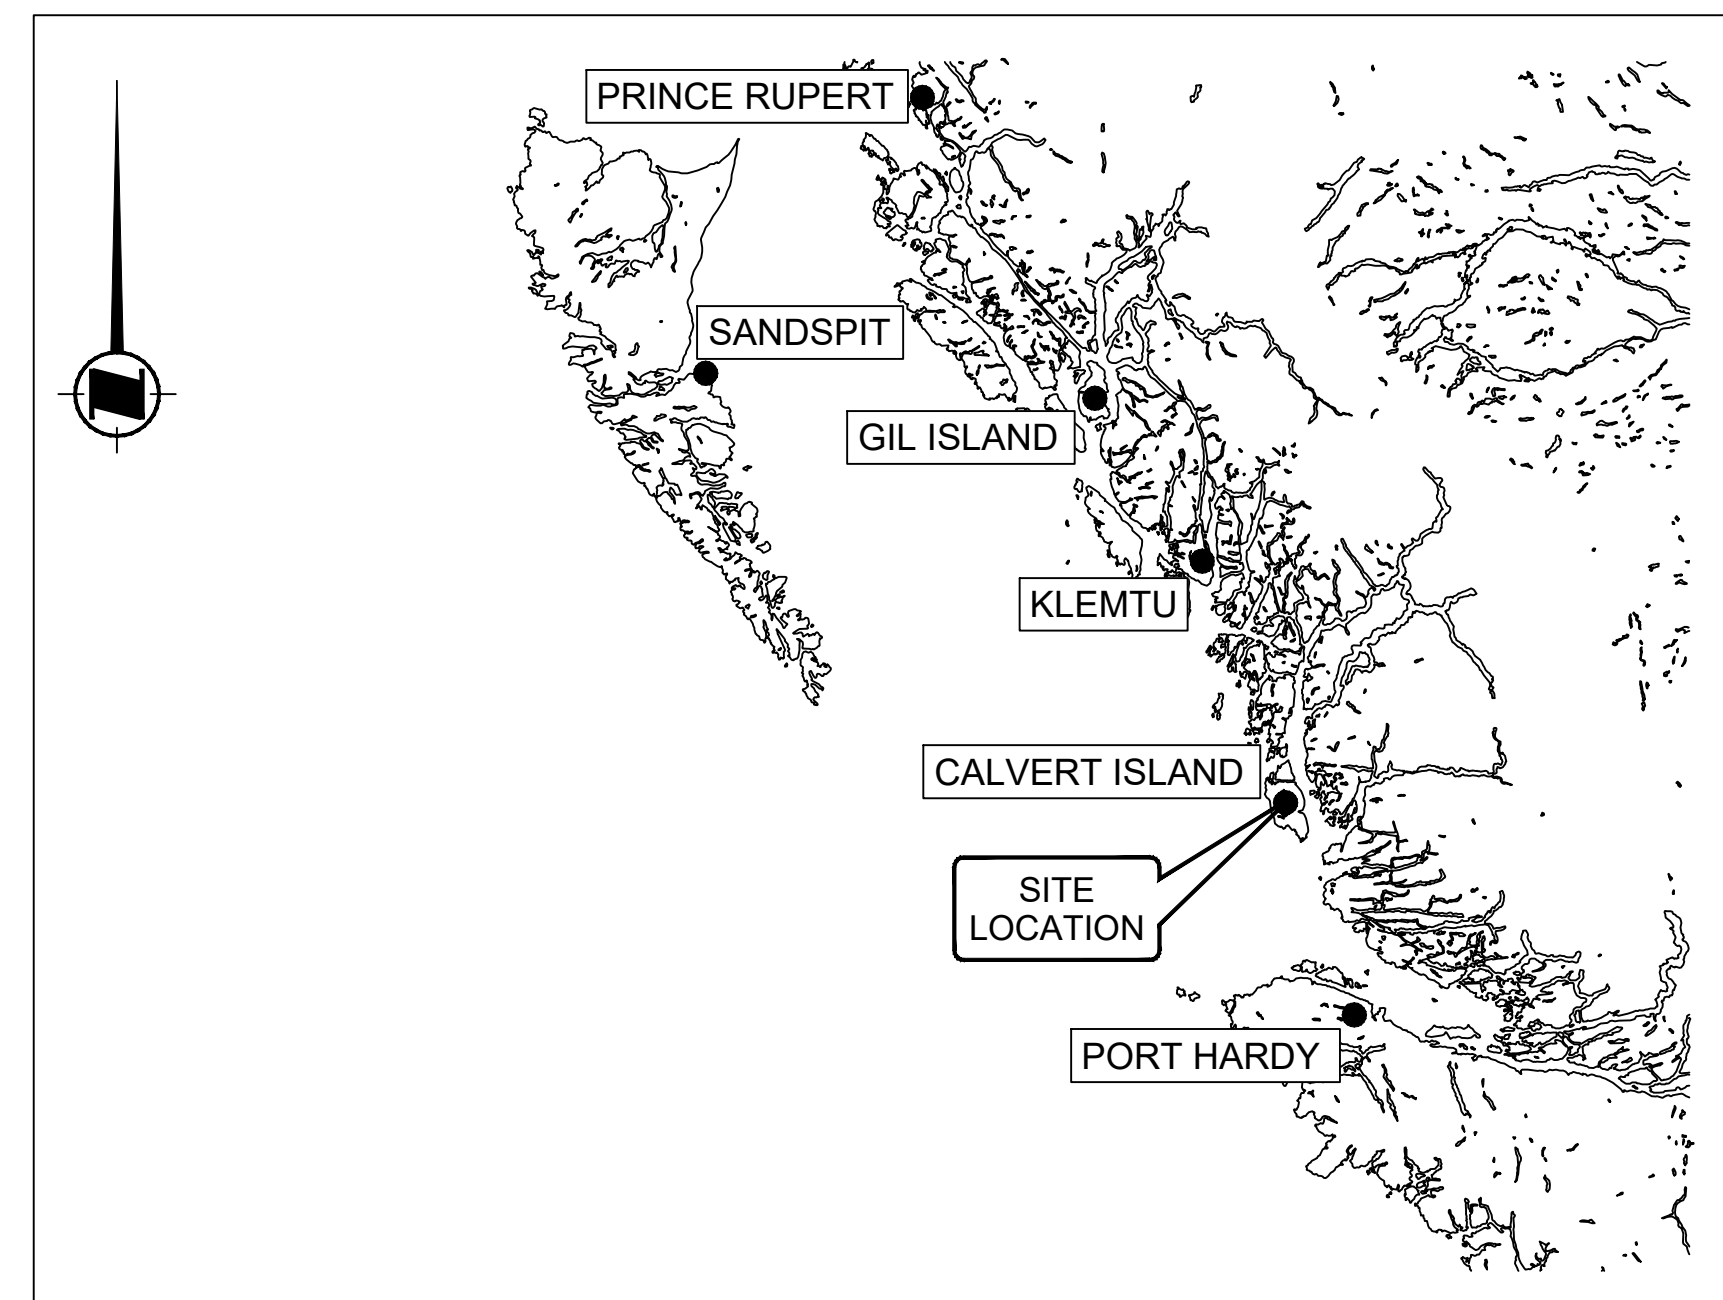 PRINCE RUPERT
SANDSPIT
GIL ISLAND
KLEMTU
CALVERT ISLAND
SITE
LOCATION
PORT HARDY